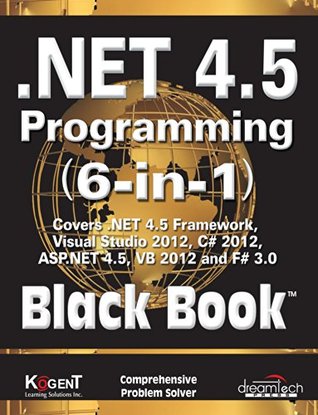 .NET 4.5
Programming
(6-in-1)
Covers .NET 4.5 Framework,
Visual Studio 2012, C# 2012,
ASP.NET 4.5, VB 2012 and F# 3.0
Black Book™
KOGENT
Learning Solutions Inc.
Comprehensive
Problem Solver
dreamtech
PRESS